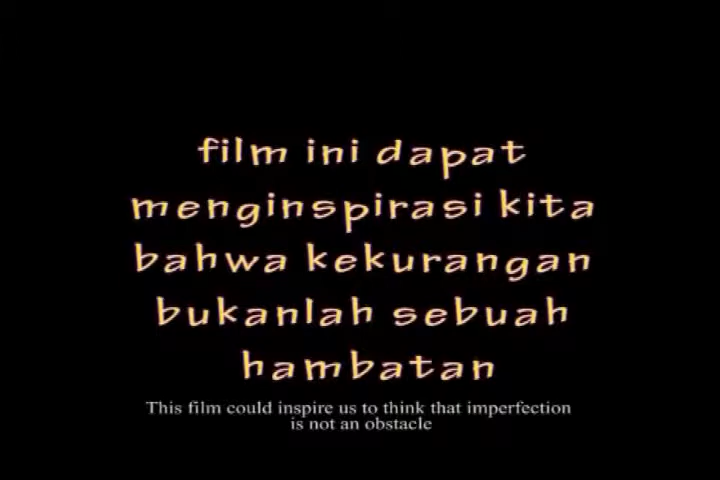 film ini dapat
menginspirasi kita
bahwa kekurangan
bukanlah sebuah
hambatan
This film could inspire us to think that imperfection
is not an obstacle